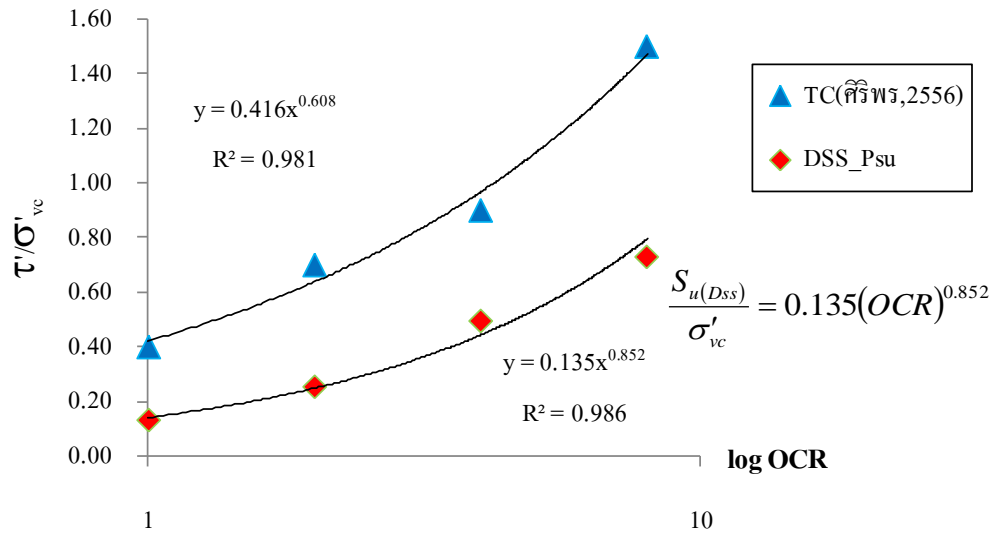 1.60
1.40
1.20
1.00
0.80
0.60
0.40
0.20
0.00
τ'/σ'vc
y = 0.416x^0.608
R² = 0.981
TC(ศิริพร,2556)
DSS_Psu
S_u(Dss)/σ'_vc = 0.135(OCR)^0.852
y = 0.135x^0.852
R² = 0.986
log OCR
1
10